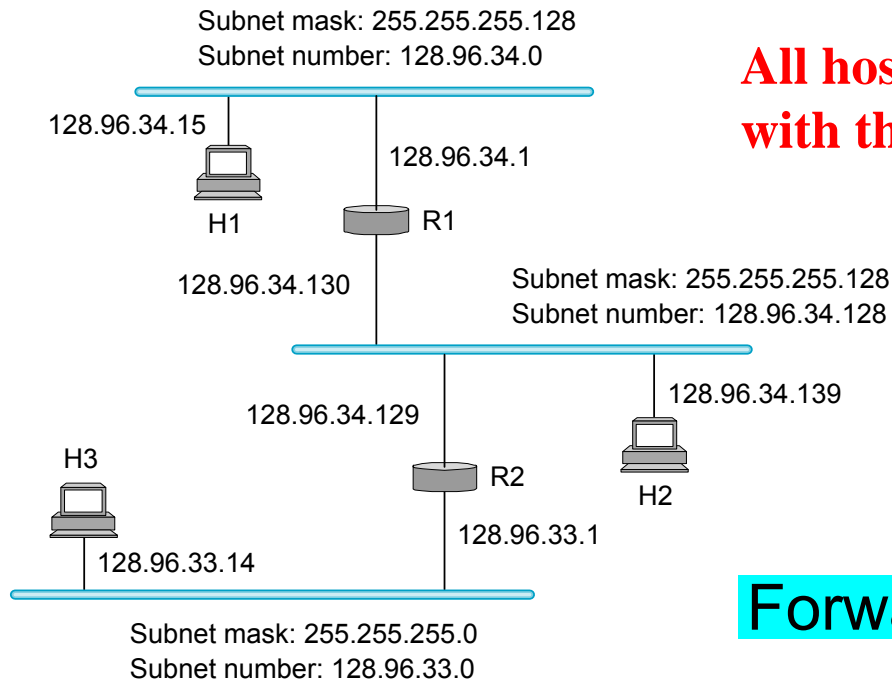 Subnet mask: 255.255.255.128
Subnet number: 128.96.34.0
All hos
with th
128.96.34.15
128.96.34.1
H1
R1
128.96.34.130
Subnet mask: 255.255.255.128
Subnet number: 128.96.34.128
128.96.34.129
128.96.34.139
H3
R2
H2
128.96.33.1
128.96.33.14
Forwa
Subnet mask: 255.255.255.0
Subnet number: 128.96.33.0